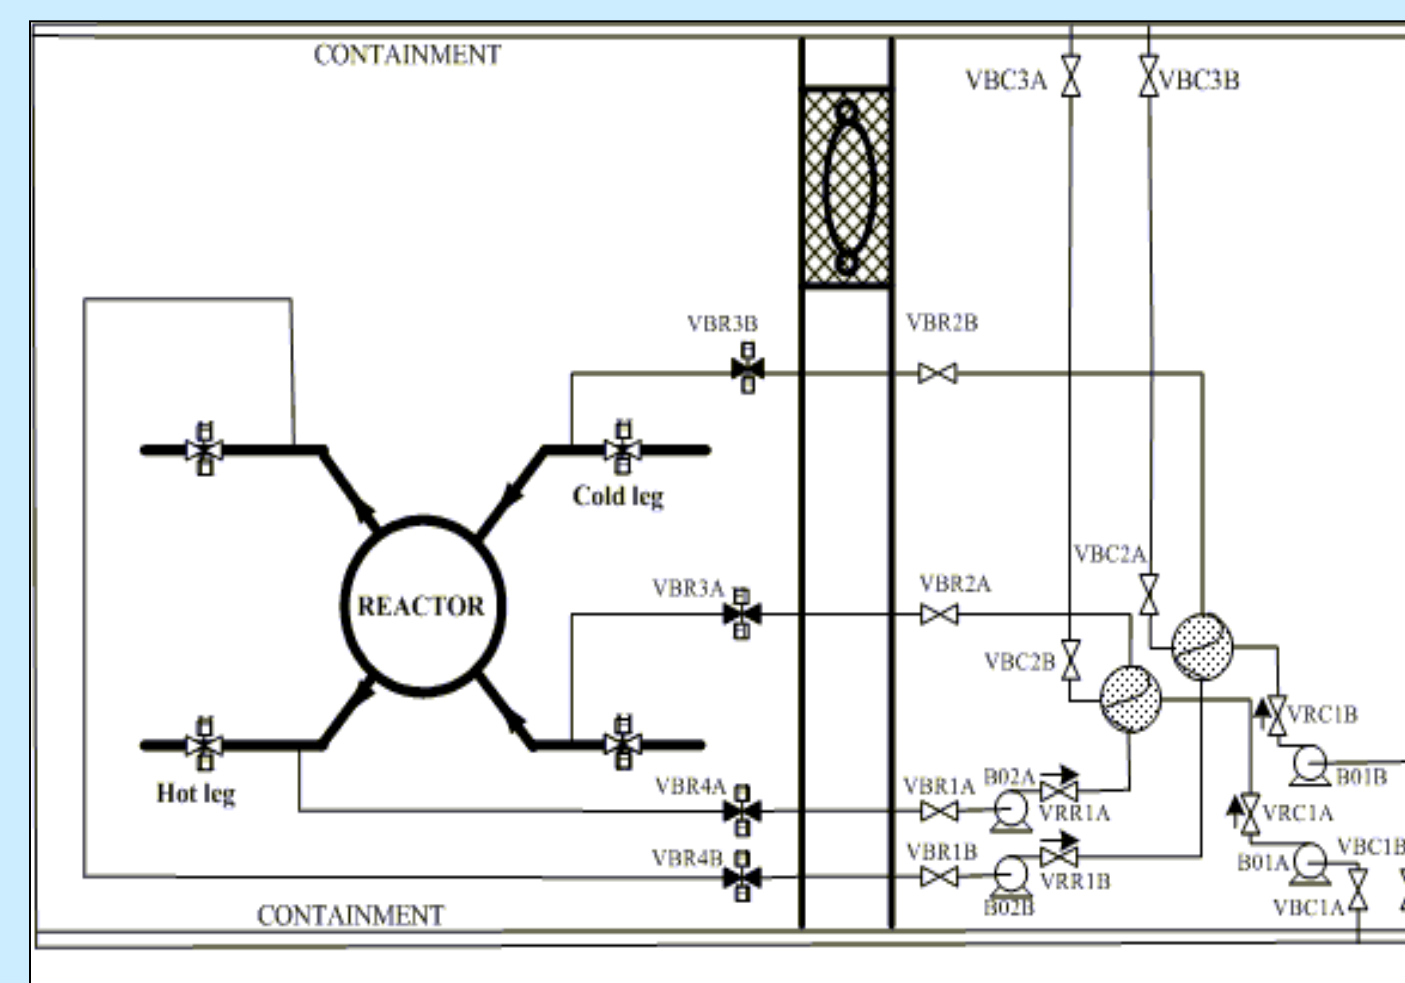 CONTAINMENT
VBC3A
VBC3B
VBR3B
VBR2B
Cold leg
VBC2A
VBR3A
VBR2A
REACTOR
VBC2B
VRC1B
Hot leg
VBR4A
VBR1A
B02A
B01B
VRR1A
VRC1A
VBR4B
VBR1B
VBC1B
B01A
VRR1B
B02B
VBC1A
CONTAINMENT